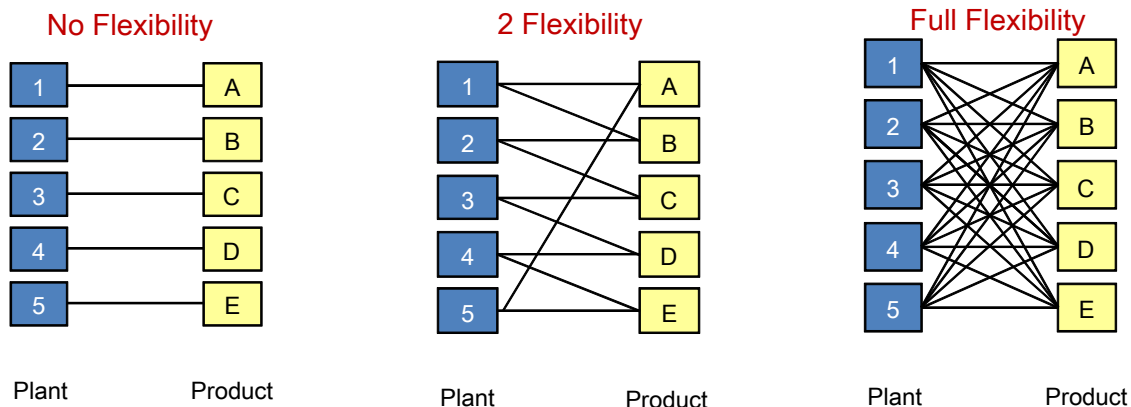 No Flexibility
1 A
2 B
3 C
4 D
5 E
Plant Product
2 Flexibility
1 A
2 B
3 C
4 D
5 E
Plant Product
Full Flexibility
1 A
2 B
3 C
4 D
5 E
Plant Product